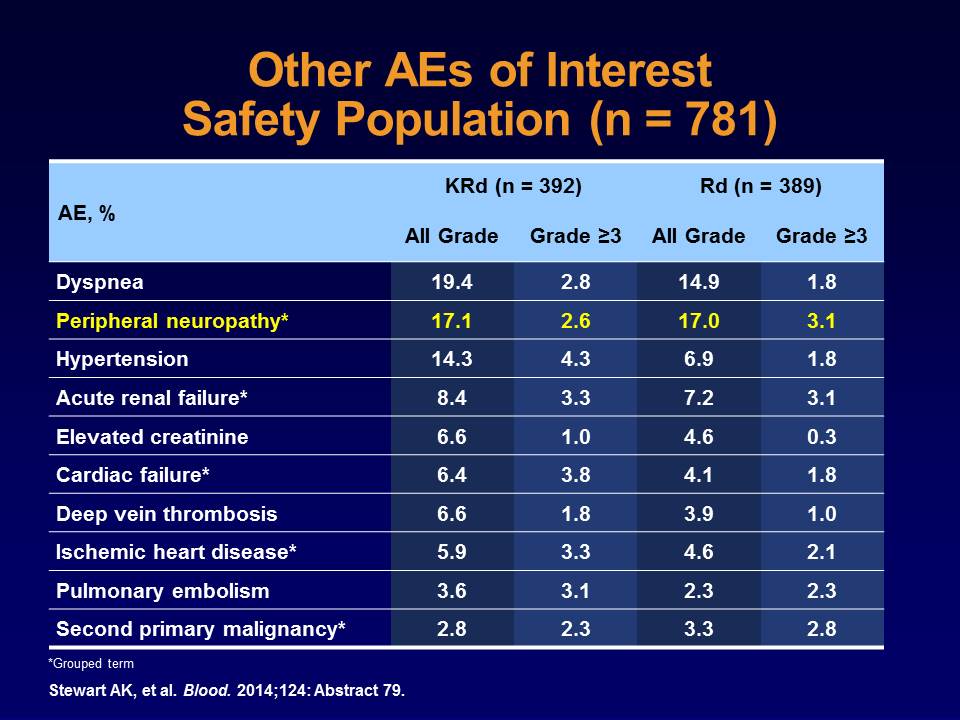 Other AEs of Interest
Safety Population (n = 781)
AE, %
KRd (n = 392) Rd (n = 389)
All Grade Grade ≥3 All Grade Grade ≥3
Dyspnea 19.4 2.8 14.9 1.8
Peripheral neuropathy* 17.1 2.6 17.0 3.1
Hypertension 14.3 4.3 6.9 1.8
Acute renal failure* 8.4 3.3 7.2 3.1
Elevated creatinine 6.6 1.0 4.6 0.3
Cardiac failure* 6.4 3.8 4.1 1.8
Deep vein thrombosis 6.6 1.8 3.9 1.0
Ischemic heart disease* 5.9 3.3 4.6 2.1
Pulmonary embolism 3.6 3.1 2.3 2.3
Second primary malignancy* 2.8 2.3 3.3 2.8
*Grouped term
Stewart AK, et al. Blood. 2014;124: Abstract 79.